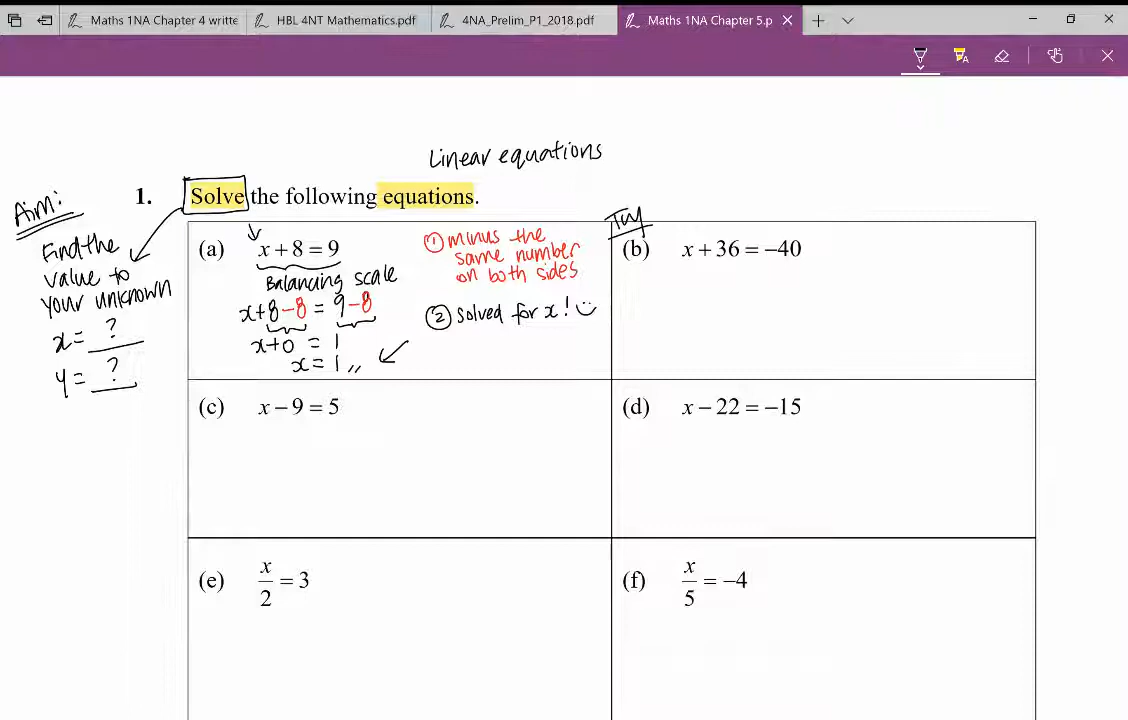 Maths 1NA Chapter 4 writte
HBL 4NT Mathematics.pdf
4NA_Prelim_P1_2018.pdf
Maths 1NA Chapter 5.p
Linear equations
Aim:
Find the
value to
your unknown
x = ?
y = ?
1. Solve the following equations.
(a) x + 8 = 9
Balancing scale
x+8-8 = 9-8
x+0 = 1
x = 1,,
① minus the
same number
on both sides
② Solved for x!
Try
(b) x + 36 = –40
(c) x – 9 = 5
(d) x – 22 = –15
(e) x/2 = 3
(f) x/5 = –4